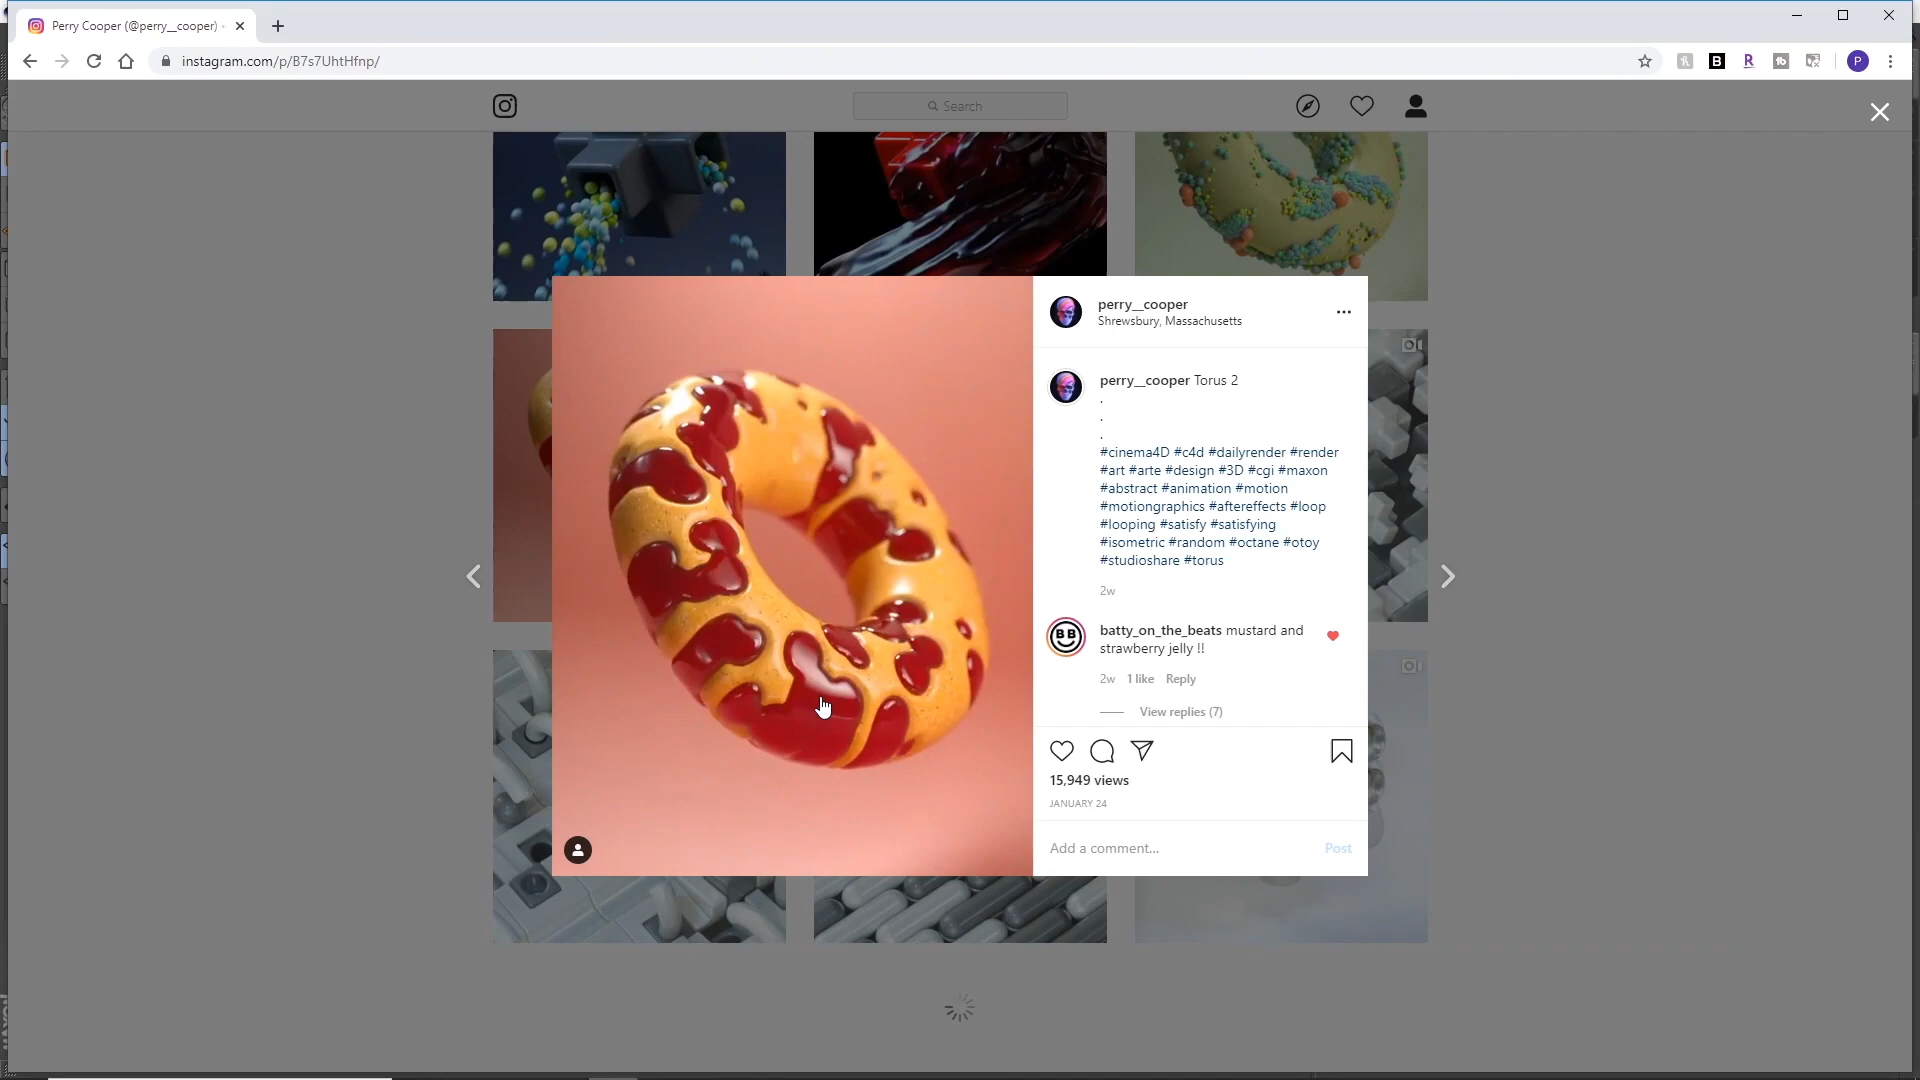 Perry Cooper (@perry__cooper) ·
instagram.com/p/B7s7UhtHfnp/
B
R
P
Search
perry__cooper
Shrewsbury, Massachusetts
perry__cooper Torus 2
.
.
.
#cinema4D #c4d #dailyrender #render
#art #arte #design #3D #cgi #maxon
#abstract #animation #motion
#motiongraphics #aftereffects #loop
#looping #satisfy #satisfying
#isometric #random #octane #otoy
#studioshare #torus
2w
BB
batty_on_the_beats mustard and
strawberry jelly !!
2w 1 like Reply
View replies (7)
15,949 views
JANUARY 24
Add a comment...
Post